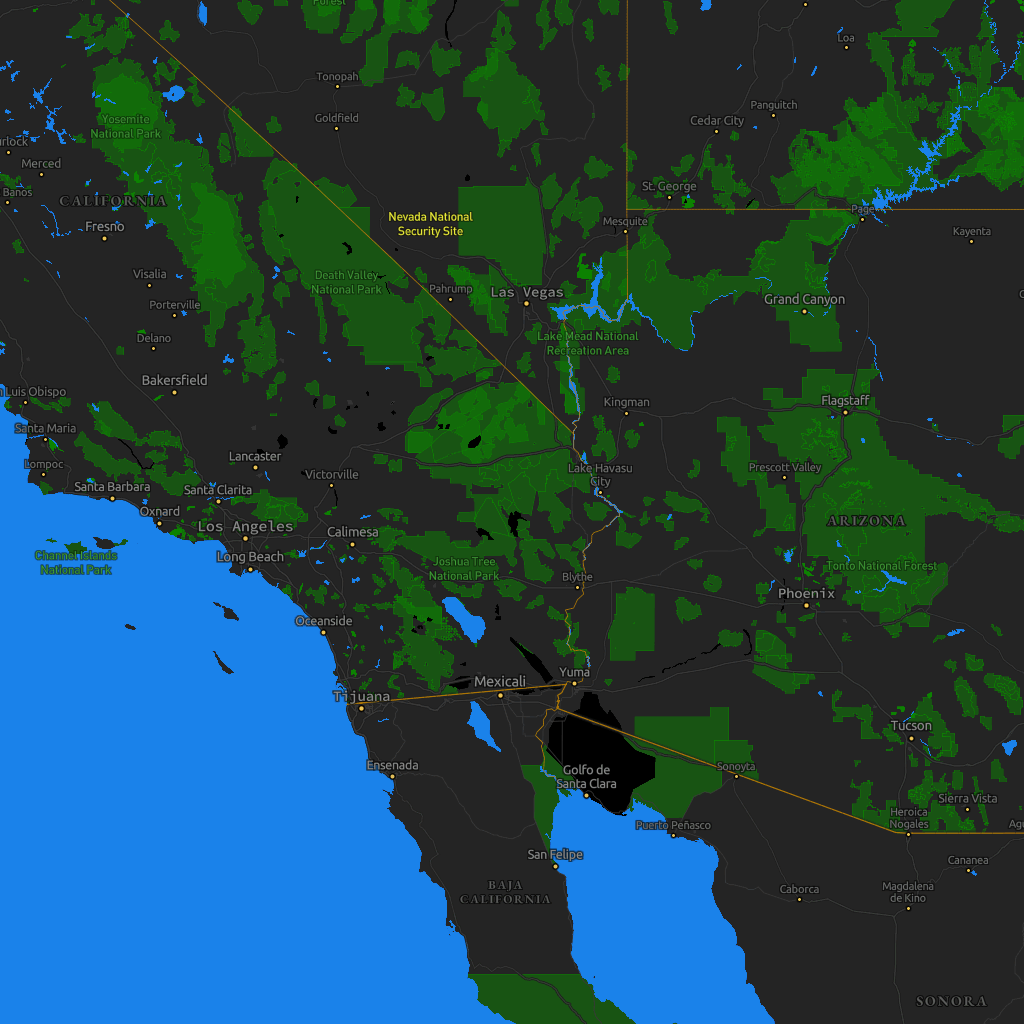 Forest
Loa
Tonopah
Panguitch
Goldfield
Cedar City
Yosemite
National Park
Merced
St. George
Banos
CALIFORNIA
Nevada National
Security Site
Mesquite
Page
Fresno
Kayenta
Visalia
Death Valley
National Park
Pahrump
Las Vegas
Grand Canyon
Porterville
Delano
Lake Mead National
Recreation Area
Bakersfield
Luis Obispo
Kingman
Flagstaff
Santa Maria
Lancaster
Lompoc
Victorville
Lake Havasu
City
Prescott Valley
Santa Barbara
Santa Clarita
Oxnard
Los Angeles
Calimesa
ARIZONA
Channel Islands
National Park
Long Beach
Joshua Tree
National Park
Blythe
Tonto National Forest
Phoenix
Oceanside
Yuma
Mexicali
Tijuana
Tucson
Ensenada
Golfo de
Santa Clara
Sonoyta
Sierra Vista
Heroica
Nogales
Puerto Peñasco
San Felipe
Cananea
BAJA
CALIFORNIA
Caborca
Magdalena
de Kino
SONORA